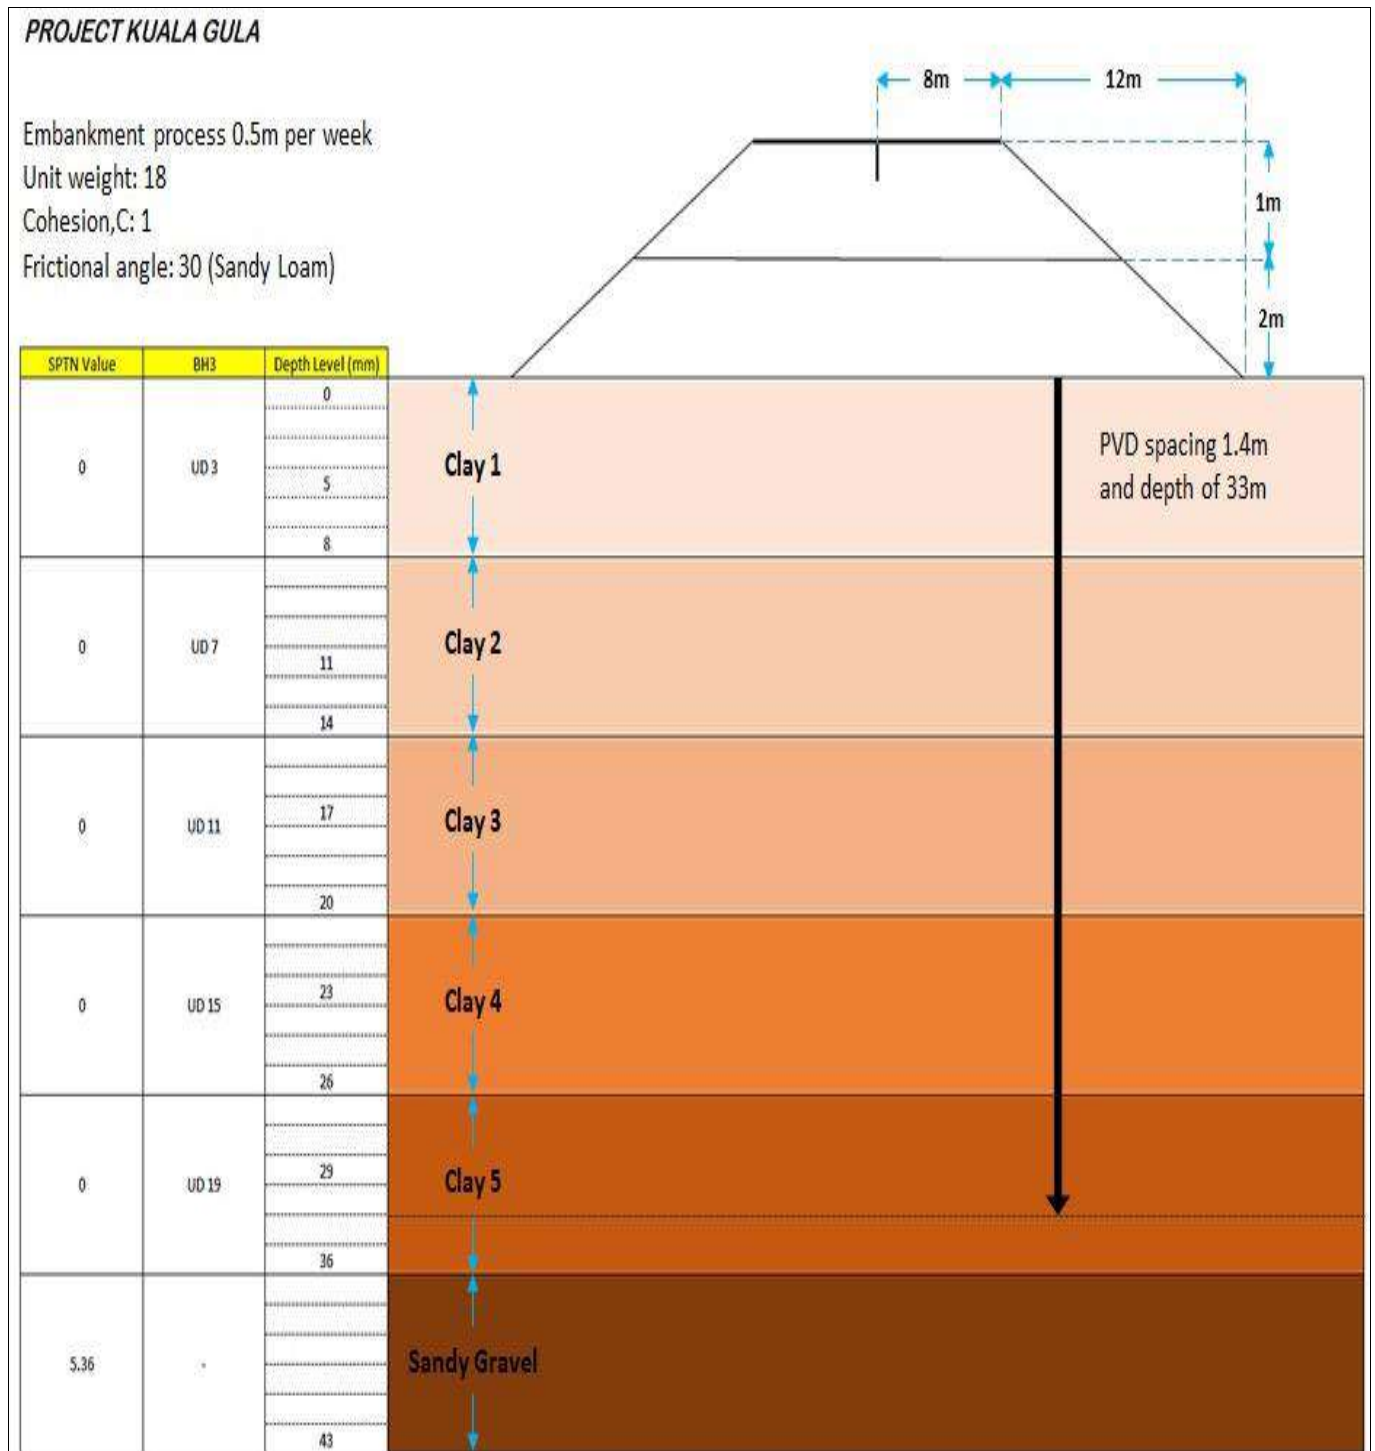 PROJECT KUALA GULA
8m
12m
Embankment process 0.5m per week
Unit weight: 18
Cohesion,C: 1
Frictional angle: 30 (Sandy Loam)
1m
2m
SPTN Value BH3 Depth Level (mm)
0
0 UD 3 5 Clay 1
8
PVD spacing 1.4m
and depth of 33m
0 UD 7 11 Clay 2
14
0 UD 11 17 Clay 3
20
0 UD 15 23 Clay 4
26
0 UD 19 29 Clay 5
36
5.36 - Sandy Gravel
43